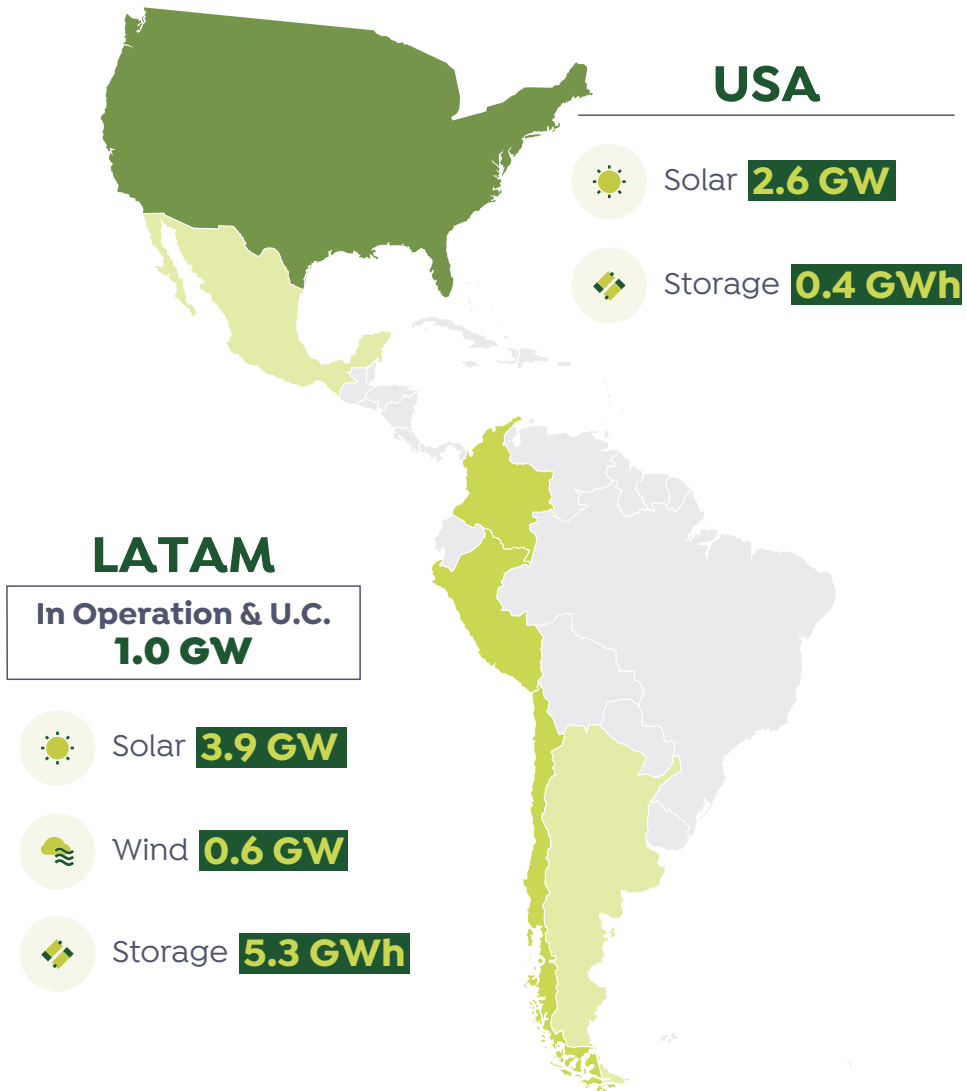 USA
Solar 2.6 GW
Storage 0.4 GWh
LATAM
In Operation & U.C.
1.0 GW
Solar 3.9 GW
Wind 0.6 GW
Storage 5.3 GWh